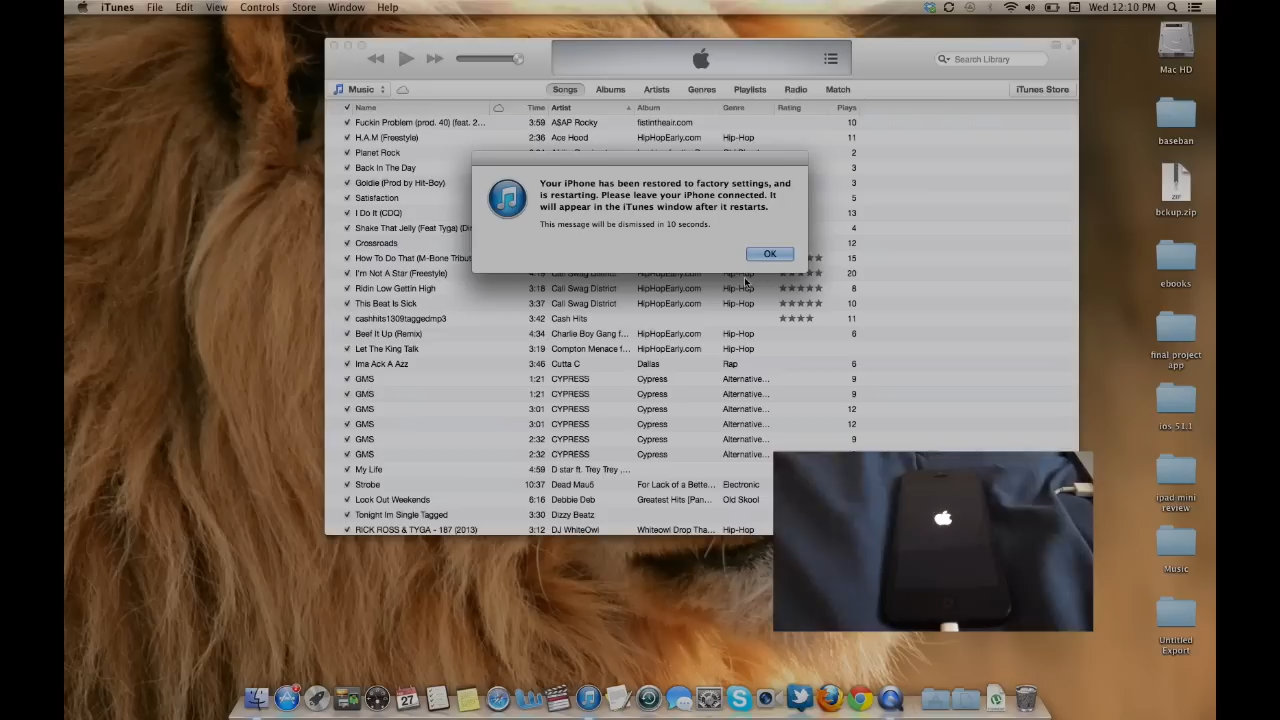 iTunes File Edit View Controls Store Window Help
Wed 12:10 PM
Mac HD
baseban
ZIP
bckup.zip
ebooks
final project
app
ios 5.1.1
ipad mini
review
Music
Untitled
Export
Search Library
Music
Songs Albums Artists Genres Playlists Radio Match
iTunes Store
Name Time Artist Album Genre Rating Plays
Fuckin Problem (prod. 40) (feat. 2... 3:59 A$AP Rocky fistintheair.com 10
H.A.M (Freestyle) 2:36 Ace Hood HipHopEarly.com Hip-Hop 11
Planet Rock 2
Back In The Day 3
Goldie (Prod by Hit-Boy) 3
Satisfaction 5
I Do It (CDQ) 13
Shake That Jelly (Feat Tyga) (Di 4
Crossroads 12
How To Do That (M-Bone Tribut 15
I'm Not A Star (Freestyle) 4:19 Cali Swag District HipHopEarly.com Hip-Hop 20
Ridin Low Gettin High 3:18 Cali Swag District HipHopEarly.com Hip-Hop 8
This Beat Is Sick 3:37 Cali Swag District HipHopEarly.com Hip-Hop 10
cashhits1309taggedmp3 3:42 Cash Hits 11
Beef It Up (Remix) 4:34 Charlie Boy Gang f... HipHopEarly.com Hip-Hop 6
Let The King Talk 3:19 Compton Menace f... HipHopEarly.com Hip-Hop
Ima Ack A Azz 3:46 Cutta C Dallas Rap 6
GMS 1:21 CYPRESS Cypress Alternative... 9
GMS 1:21 CYPRESS Cypress Alternative... 9
GMS 3:01 CYPRESS Cypress Alternative... 12
GMS 3:01 CYPRESS Cypress Alternative... 12
GMS 2:32 CYPRESS Cypress Alternative... 9
GMS 2:32 CYPRESS Cypress Alternative...
My Life 4:59 D star ft. Trey Trey ,...
Strobe 10:37 Dead Mau5 For Lack of a Bette... Electronic
Look Out Weekends 6:16 Debbie Deb Greatest Hits [Pan... Old Skool
Tonight Im Single Tagged 3:30 Dizzy Beatz
RICK ROSS & TYGA - 187 (2013) 3:12 DJ WhiteOwl Whiteowl Drop Tha... Hip-Hop
Your iPhone has been restored to factory settings, and
is restarting. Please leave your iPhone connected. It
will appear in the iTunes window after it restarts.
This message will be dismissed in 10 seconds.
OK
27